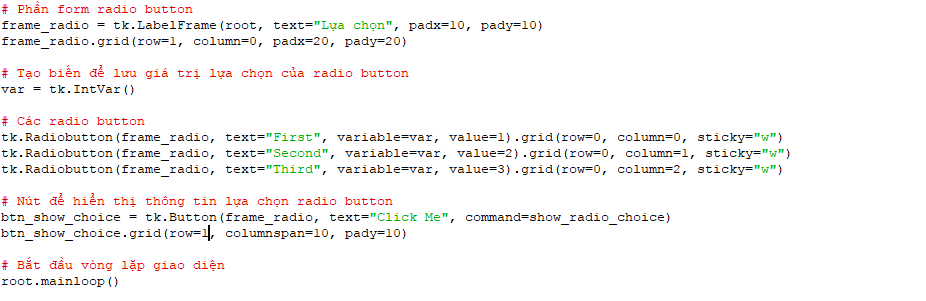 # Phần form radio button
frame_radio = tk.LabelFrame(root, text="Lựa chọn", padx=10, pady=10)
frame_radio.grid(row=1, column=0, padx=20, pady=20)
# Tạo biến để lưu giá trị lựa chọn của radio button
var = tk.IntVar()
# Các radio button
tk.Radiobutton(frame_radio, text="First", variable=var, value=1).grid(row=0, column=0, sticky="w")
tk.Radiobutton(frame_radio, text="Second", variable=var, value=2).grid(row=0, column=1, sticky="w")
tk.Radiobutton(frame_radio, text="Third", variable=var, value=3).grid(row=0, column=2, sticky="w")
# Nút để hiển thị thông tin lựa chọn radio button
btn_show_choice = tk.Button(frame_radio, text="Click Me", command=show_radio_choice)
btn_show_choice.grid(row=1, columnspan=10, pady=10)
# Bắt đầu vòng lặp giao diện
root.mainloop()